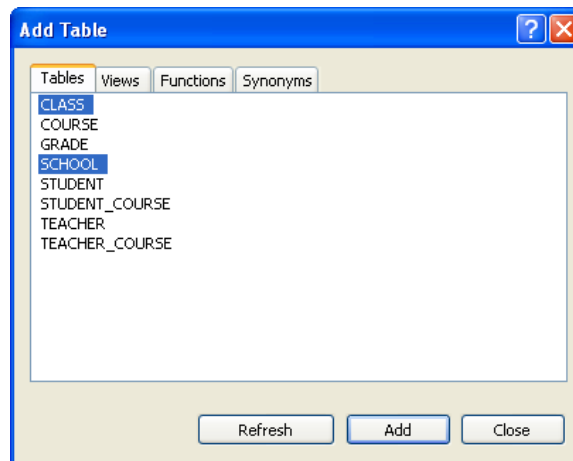 Add Table
Tables Views Functions Synonyms
CLASS
COURSE
GRADE
SCHOOL
STUDENT
STUDENT_COURSE
TEACHER
TEACHER_COURSE
Refresh Add Close